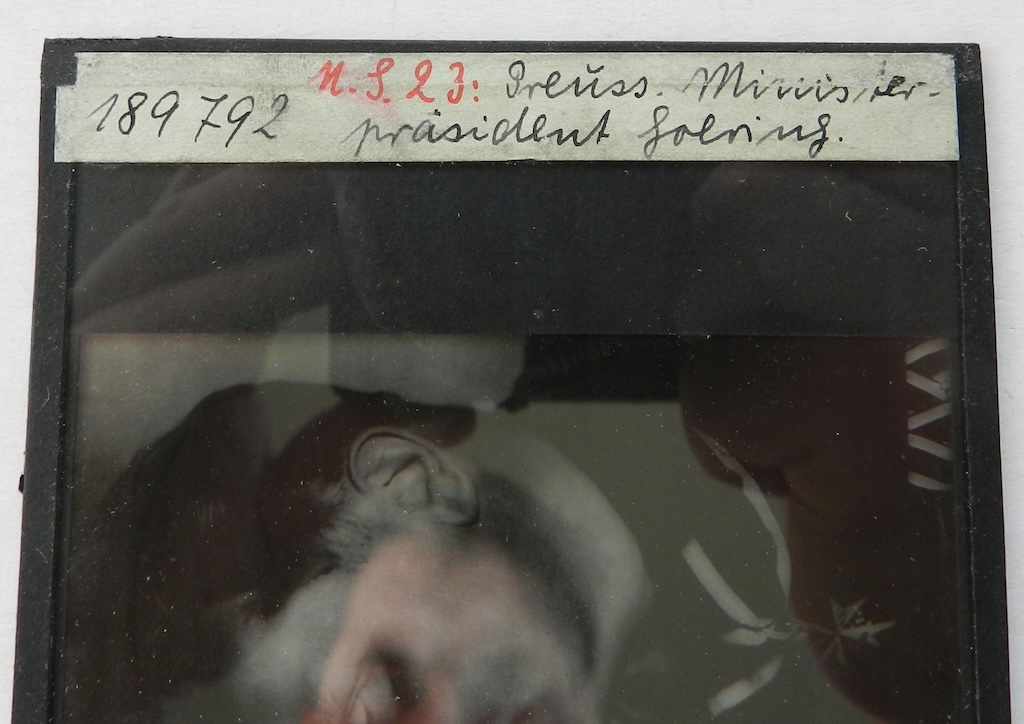 N.S. 23: Preuss. Minister-
189792 präsident Goering.